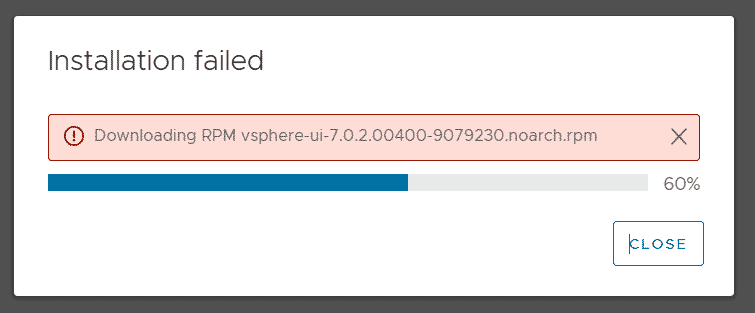 Installation failed
Downloading RPM vsphere-ui-7.0.2.00400-9079230.noarch.rpm
60%
CLOSE